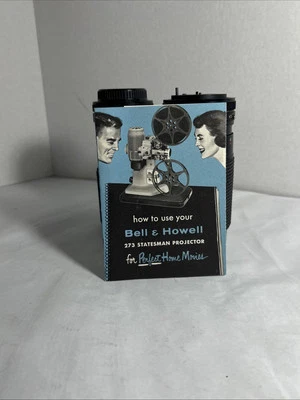 how to use your
Bell & Howell
273 STATESMAN PROJECTOR
for Perfect Home Movies